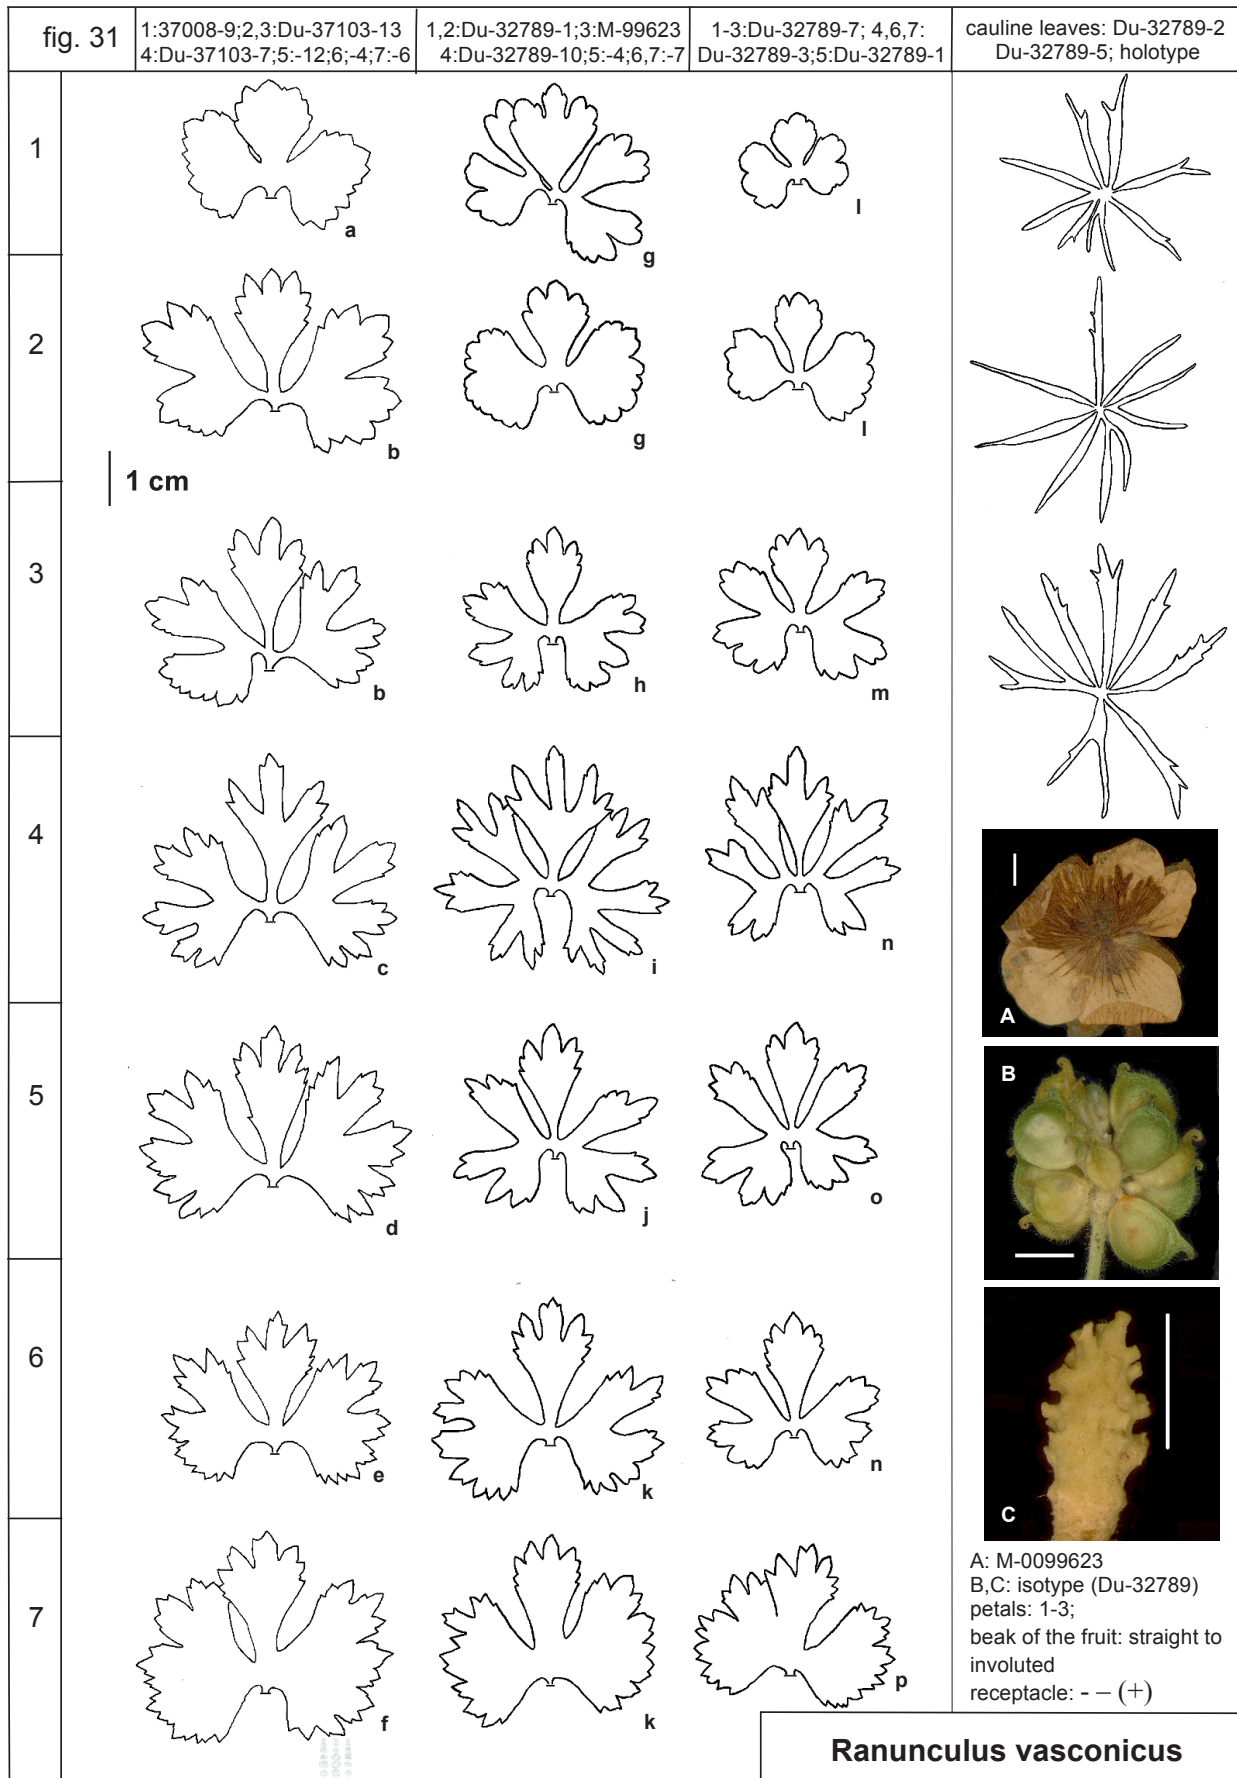 fig. 31
1:37008-9;2,3:Du-37103-13
4:Du-37103-7;5:-12;6;-4;7:-6
1,2:Du-32789-1;3:M-99623
4:Du-32789-10;5:-4;6,7:-7
1-3:Du-32789-7; 4,6,7:
Du-32789-3;5:Du-32789-1
cauline leaves: Du-32789-2
Du-32789-5; holotype
1
a
g
l
2
b
g
l
1 cm
3
b
h
m
4
c
i
n
A
5
d
j
o
B
6
e
k
n
C
7
f
k
p
A: M-0099623
B,C: isotype (Du-32789)
petals: 1-3;
beak of the fruit: straight to
involuted
receptacle: - – (+)
Ranunculus vasconicus